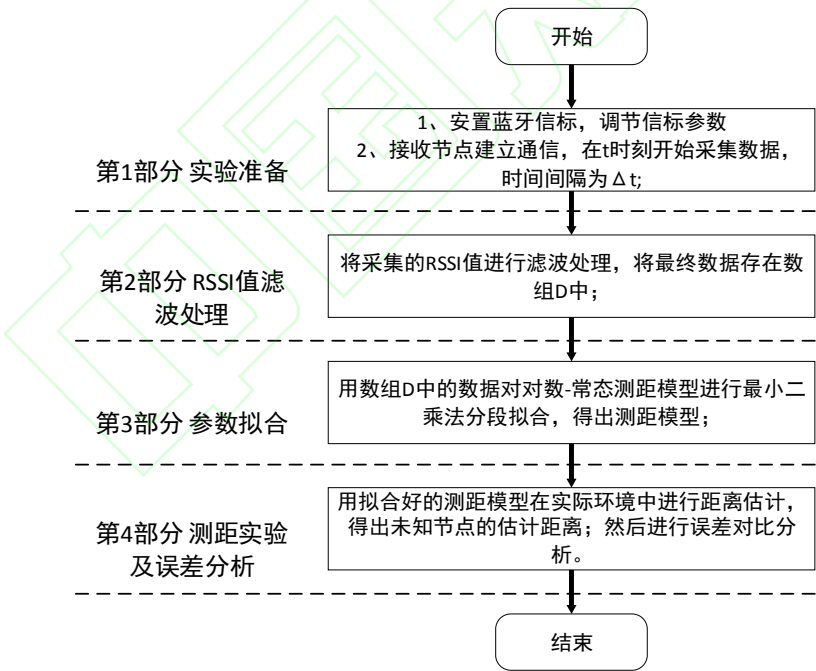 开始
1、安置蓝牙信标，调节信标参数
2、接收节点建立通信，在t时刻开始采集数据，
时间间隔为Δt;
第1部分 实验准备
将采集的RSSI值进行滤波处理，将最终数据存在数
组D中；
第2部分 RSSI值滤
波处理
用数组D中的数据对对数-常态测距模型进行最小二
乘法分段拟合，得出测距模型；
第3部分 参数拟合
用拟合好的测距模型在实际环境中进行距离估计，
得出未知节点的估计距离；然后进行误差对比分
析。
第4部分 测距实验
及误差分析
结束